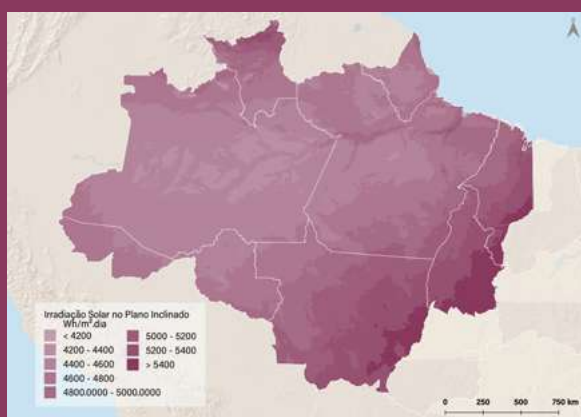 Irradiação Solar no Plano Inclinado
Wh/m².dia
< 4200
4200 - 4400
4400 - 4600
4600 - 4800
4800.0000 - 5000.0000
5000 - 5200
5200 - 5400
> 5400
0 250 500 750 km